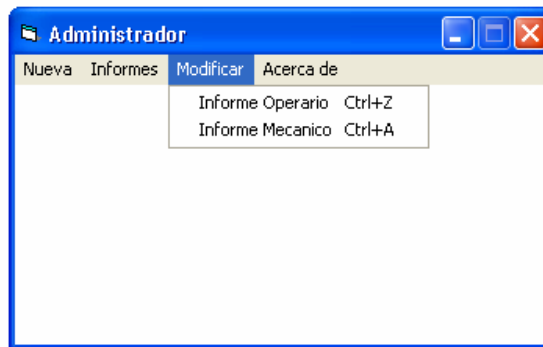 Administrador
Nueva Informes Modificar Acerca de
Informe Operario Ctrl+Z
Informe Mecanico Ctrl+A